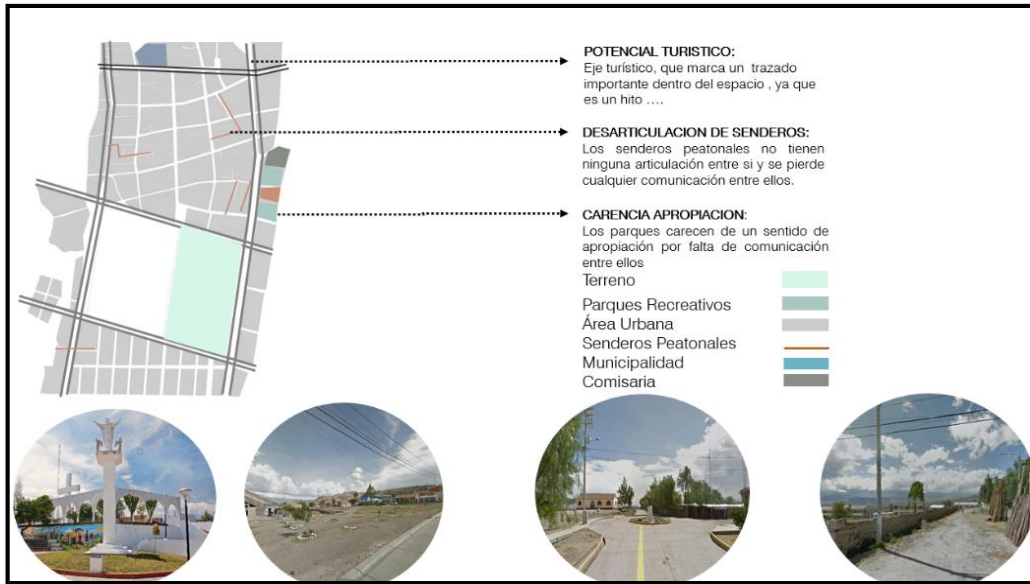 POTENCIAL TURISTICO:
Eje turístico, que marca un trazado
importante dentro del espacio , ya que
es un hito ....
DESARTICULACION DE SENDEROS:
Los senderos peatonales no tienen
ninguna articulación entre si y se pierde
cualquier comunicación entre ellos.
CARENCIA APROPIACION:
Los parques carecen de un sentido de
apropiación por falta de comunicación
entre ellos
Terreno
Parques Recreativos
Área Urbana
Senderos Peatonales
Municipalidad
Comisaria